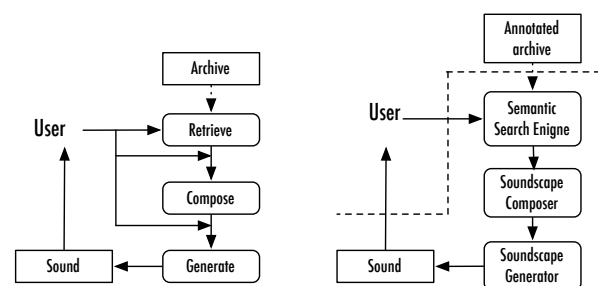 Archive
User
Retrieve
Compose
Sound
Generate
Annotated
archive
User
Semantic
Search Enigne
Soundscape
Composer
Sound
Soundscape
Generator